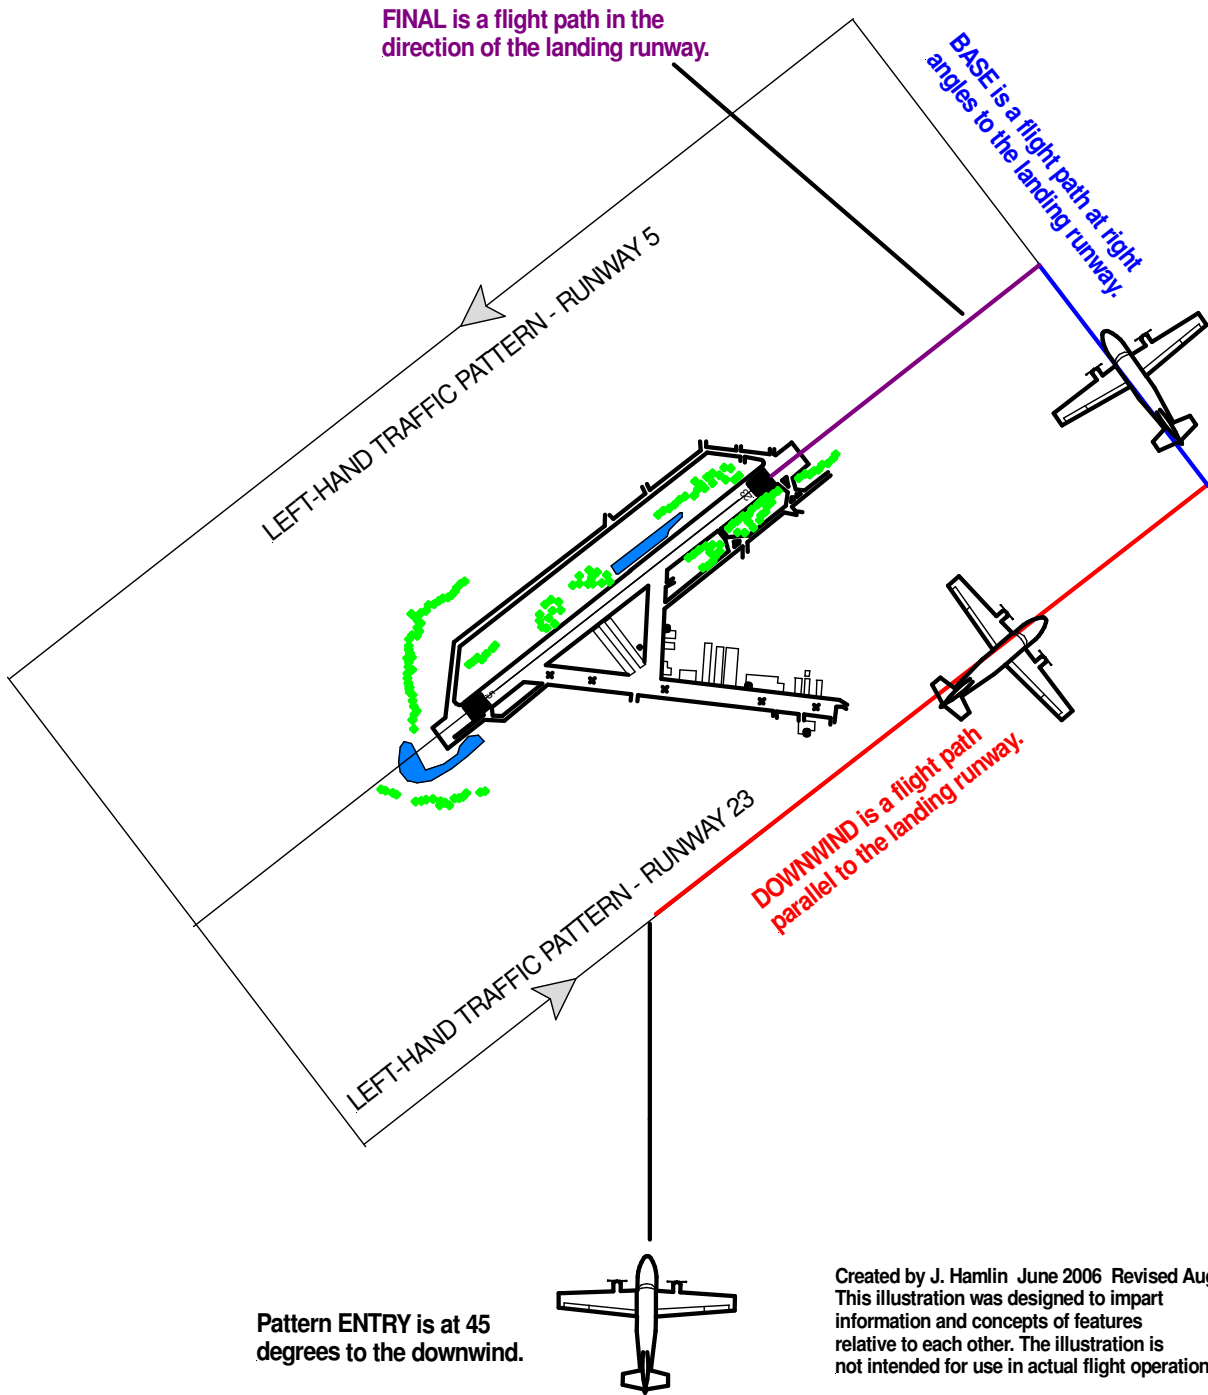 FINAL is a flight path in the
direction of the landing runway.
BASE is a flight path at right
angles to the landing runway.
LEFT-HAND TRAFFIC PATTERN - RUNWAY 5
23
5
DOWNWIND is a flight path
parallel to the landing runway.
LEFT-HAND TRAFFIC PATTERN - RUNWAY 23
Pattern ENTRY is at 45
degrees to the downwind.
Created by J. Hamlin June 2006 Revised Aug
This illustration was designed to impart
information and concepts of features
relative to each other. The illustration is
not intended for use in actual flight operation